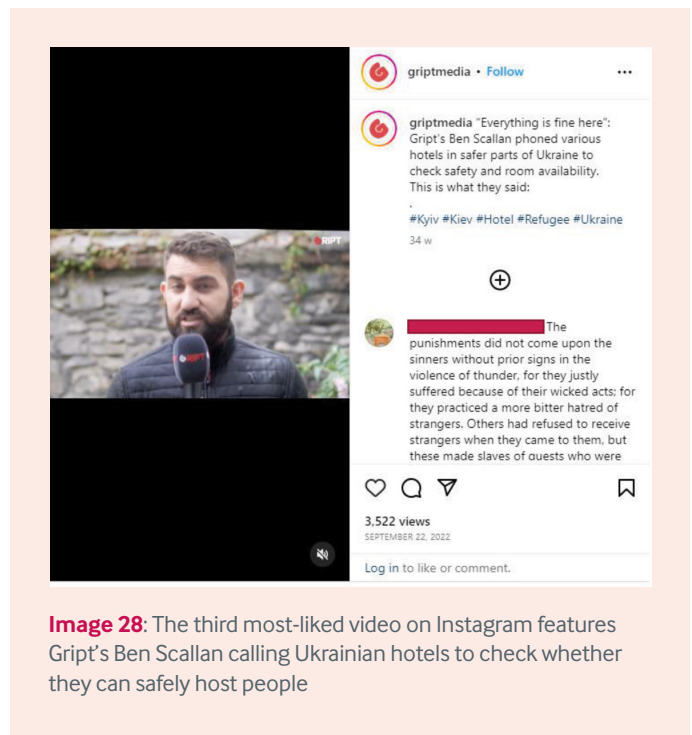 griptmedia • Follow
griptmedia "Everything is fine here":
Gript's Ben Scallan phoned various
hotels in safer parts of Ukraine to
check safety and room availability.
This is what they said:
.
#Kyiv #Kiev #Hotel #Refugee #Ukraine
34 w
GRIPT
GRIPT
The
punishments did not come upon the
sinners without prior signs in the
violence of thunder, for they justly
suffered because of their wicked acts; for
they practiced a more bitter hatred of
strangers. Others had refused to receive
strangers when they came to them, but
these made slaves of guests who were
3,522 views
SEPTEMBER 22, 2022
Log in to like or comment.
Image 28: The third most-liked video on Instagram features
Gript's Ben Scallan calling Ukrainian hotels to check whether
they can safely host people